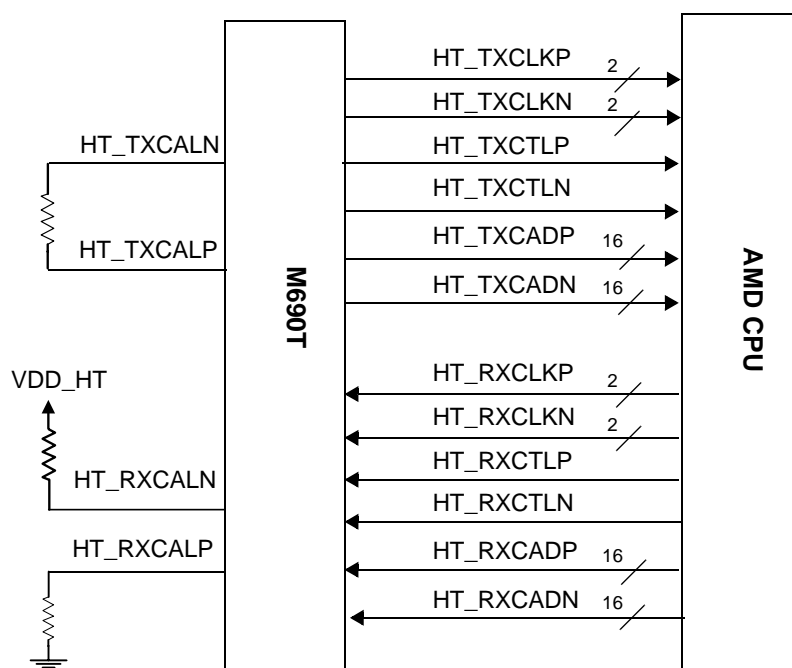 HT_TXCLKP 2
HT_TXCLKN 2
HT_TXCALN
HT_TXCTLP
HT_TXCTLN
HT_TXCALP
HT_TXCADP 16
HT_TXCADN 16
M690T
AMD CPU
VDD_HT
HT_RXCLKP 2
HT_RXCLKN 2
HT_RXCALN
HT_RXCTLP
HT_RXCTLN
HT_RXCALP
HT_RXCADP 16
HT_RXCADN 16